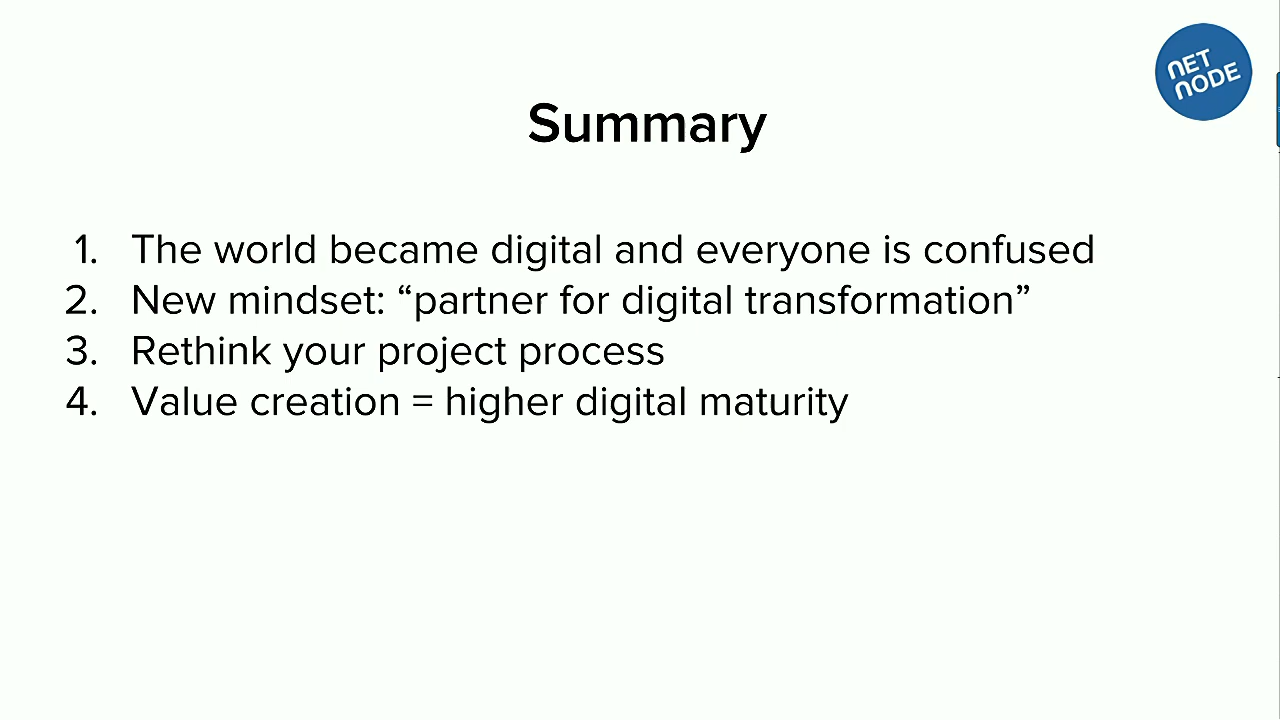 NET
NODE
Summary
1. The world became digital and everyone is confused
2. New mindset: “partner for digital transformation”
3. Rethink your project process
4. Value creation = higher digital maturity